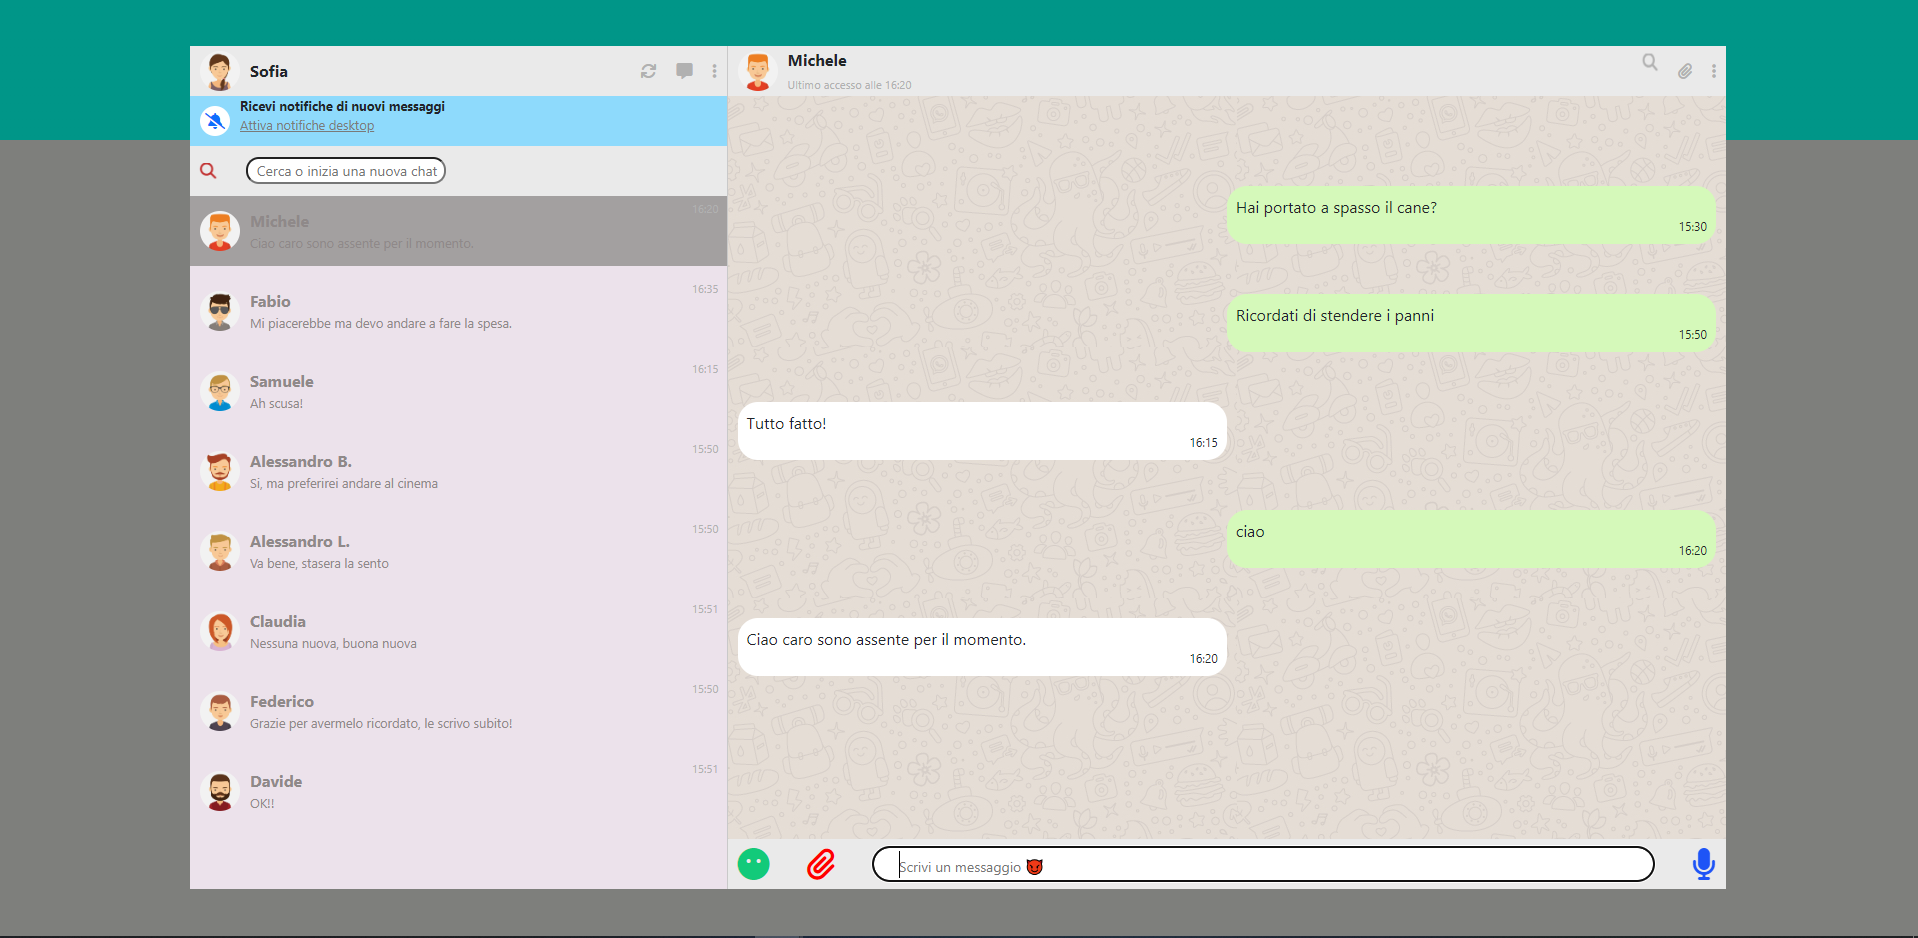 Sofia
Ricevi notifiche di nuovi messaggi
Attiva notifiche desktop
Cerca o inizia una nuova chat
Michele
16:20
Ciao caro sono assente per il momento.
Fabio
16:35
Mi piacerebbe ma devo andare a fare la spesa.
Samuele
16:15
Ah scusa!
Alessandro B.
15:50
Si, ma preferirei andare al cinema
Alessandro L.
15:50
Va bene, stasera la sento
Claudia
15:51
Nessuna nuova, buona nuova
Federico
15:50
Grazie per avermelo ricordato, le scrivo subito!
Davide
15:51
OK!!
Michele
Ultimo accesso alle 16:20
Hai portato a spasso il cane?
15:30
Ricordati di stendere i panni
15:50
Tutto fatto!
16:15
ciao
16:20
Ciao caro sono assente per il momento.
16:20
Scrivi un messaggio 😈